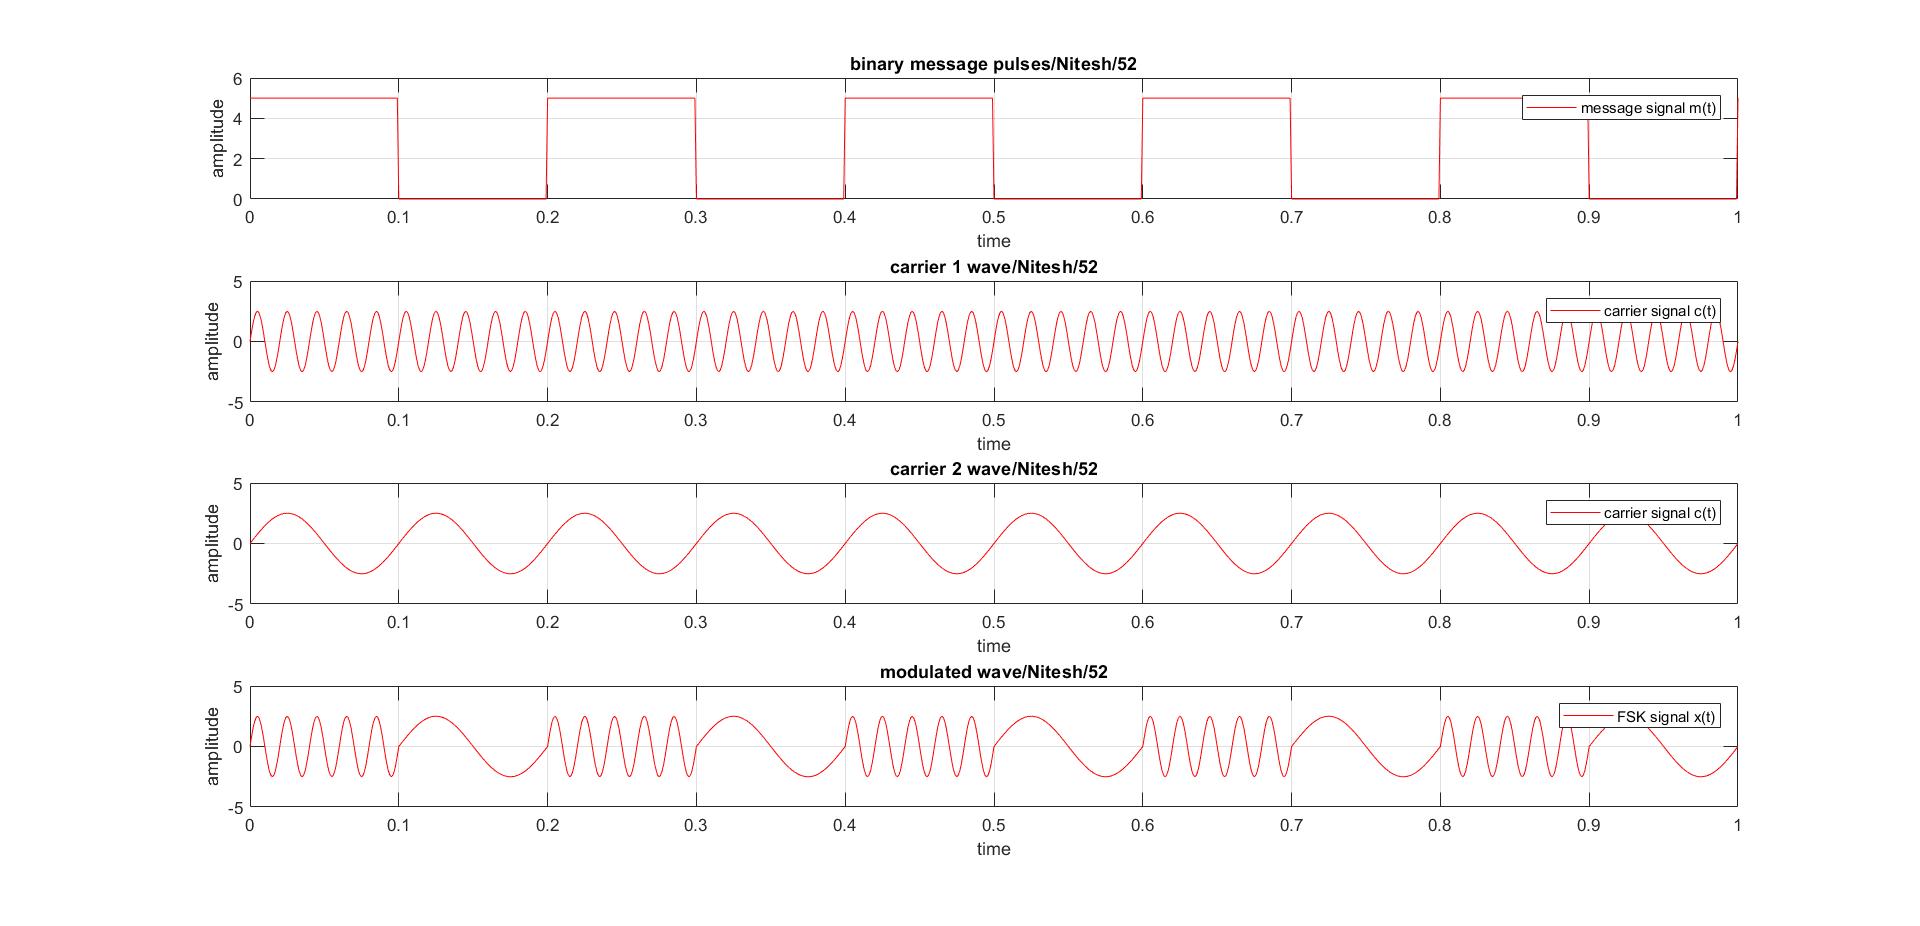 binary message pulses/Nitesh/52
6
4
2
0
amplitude
message signal m(t)
0 0.1 0.2 0.3 0.4 0.5 0.6 0.7 0.8 0.9 1
time
carrier 1 wave/Nitesh/52
5
0
-5
amplitude
carrier signal c(t)
0 0.1 0.2 0.3 0.4 0.5 0.6 0.7 0.8 0.9 1
time
carrier 2 wave/Nitesh/52
5
0
-5
amplitude
carrier signal c(t)
0 0.1 0.2 0.3 0.4 0.5 0.6 0.7 0.8 0.9 1
time
modulated wave/Nitesh/52
5
0
-5
amplitude
FSK signal x(t)
0 0.1 0.2 0.3 0.4 0.5 0.6 0.7 0.8 0.9 1
time